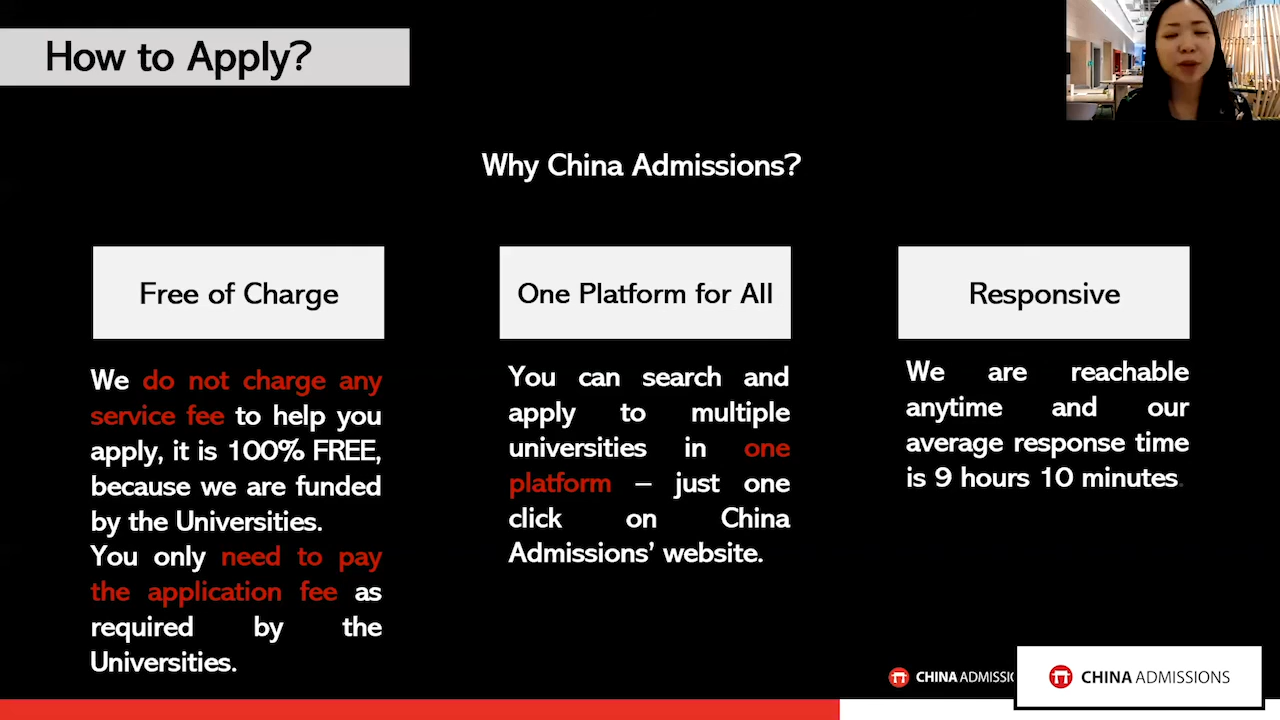 How to Apply?
Why China Admissions?
Free of Charge
We do not charge any
service fee to help you
apply, it is 100% FREE,
because we are funded
by the Universities.
You only need to pay
the application fee as
required by the
Universities.
One Platform for All
You can search and
apply to multiple
universities in one
platform – just one
click on China
Admissions’ website.
Responsive
We are reachable
anytime and our
average response time
is 9 hours 10 minutes.
CHINA ADMISSIO
CHINA ADMISSIONS